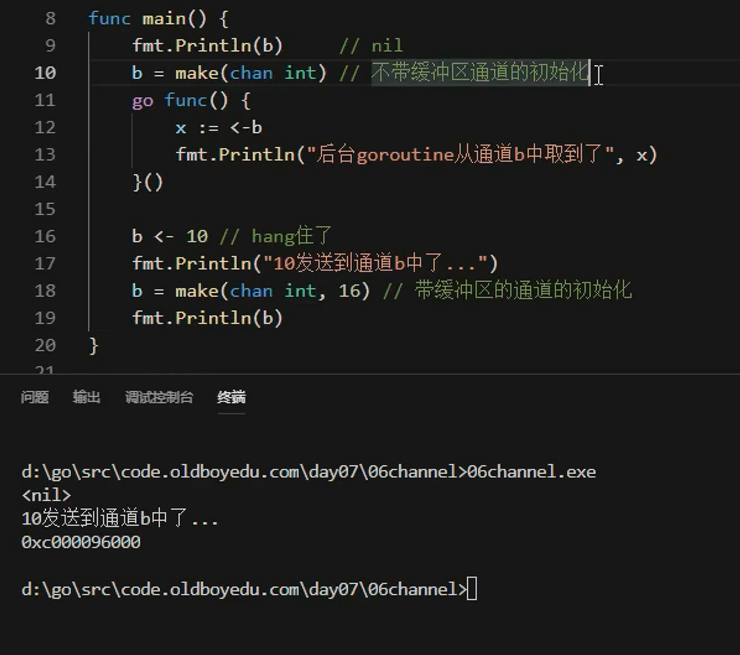 8 func main() {
9 fmt.Println(b) // nil
10 b = make(chan int) // 不带缓冲区通道的初始化
11 go func() {
12 x := <-b
13 fmt.Println("后台goroutine从通道b中取到了", x)
14 }()
15
16 b <- 10 // hang住了
17 fmt.Println("10发送到通道b中了...")
18 b = make(chan int, 16) // 带缓冲区的通道的初始化
19 fmt.Println(b)
20 }
21
问题 输出 调试控制台 终端
d:\go\src\code.oldboyedu.com\day07\06channel>06channel.exe
<nil>
10发送到通道b中了...
0xc000096000
d:\go\src\code.oldboyedu.com\day07\06channel>